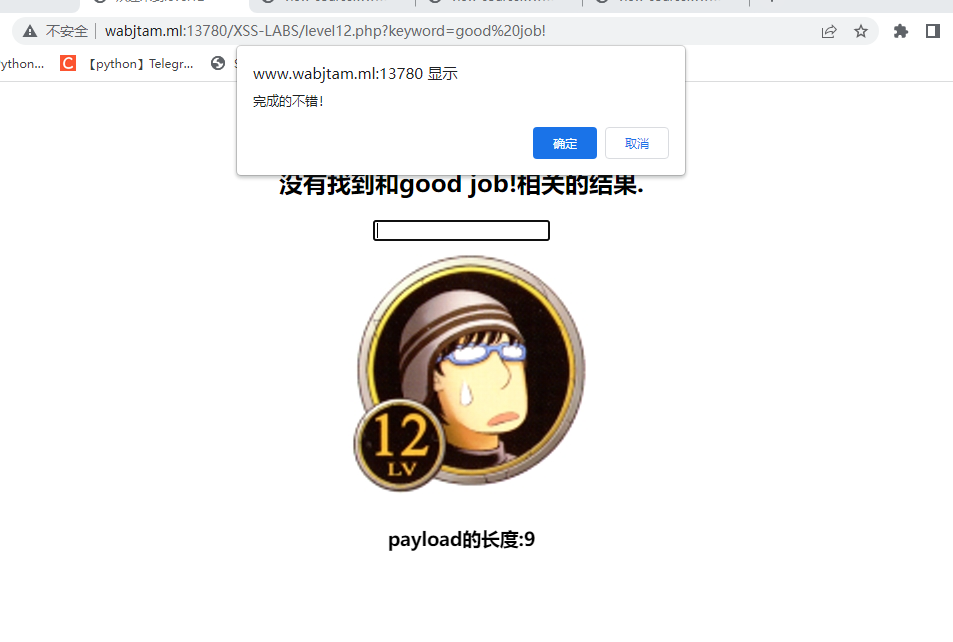 不安全 wabjtam.ml:13780/XSS-LABS/level12.php?keyword=good%20job!
ython... C 【python】Telegr...
www.wabjtam.ml:13780 显示
完成的不错!
确定 取消
没有找到和good job!相关的结果.
12
LV
payload的长度:9